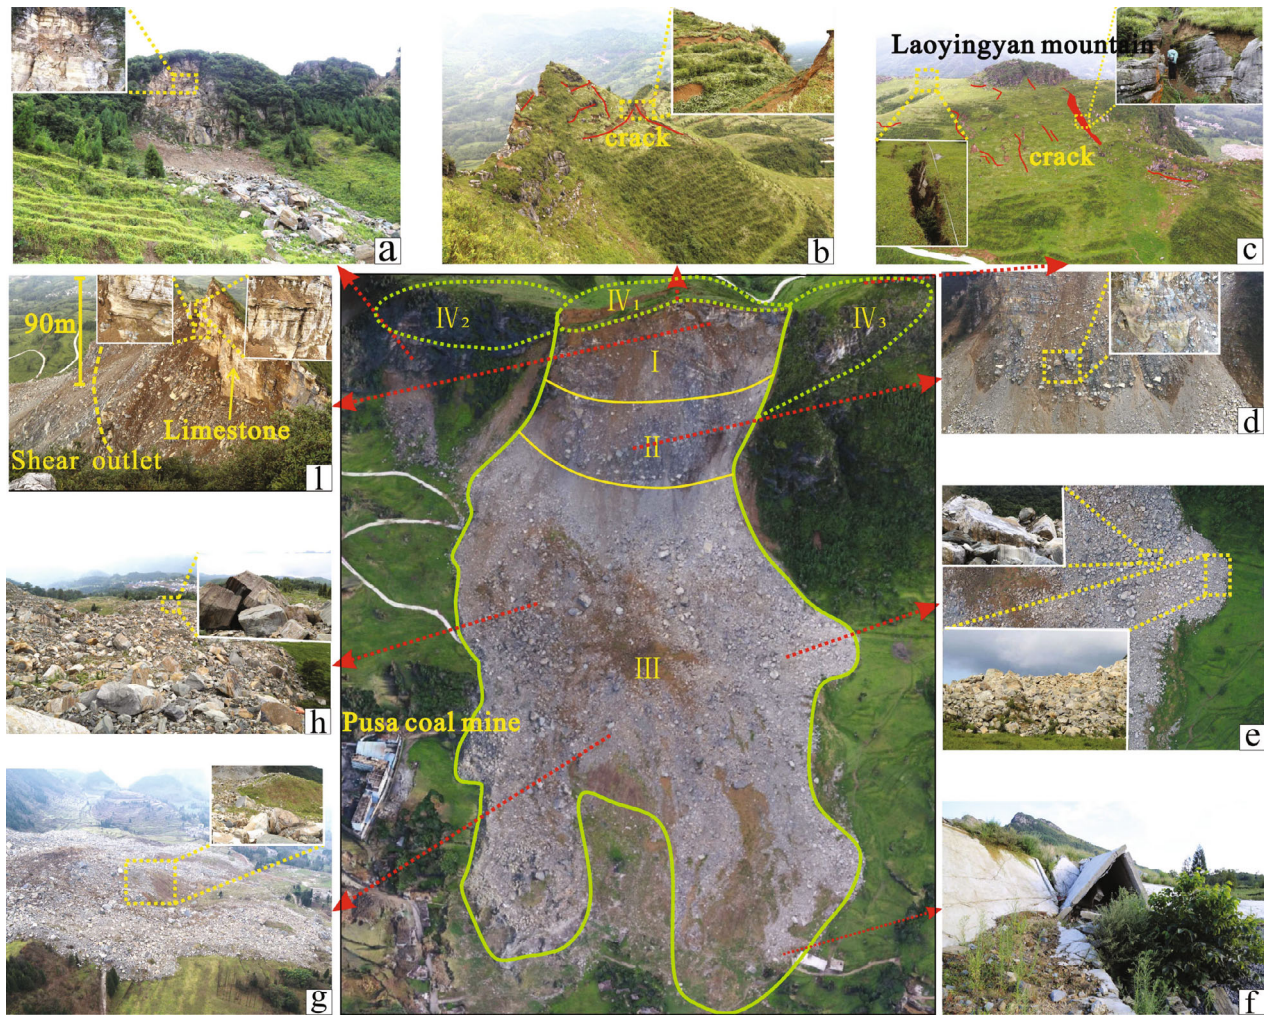 a
crack
b
Laoyingyan mountain
crack
c
90m
Limestone
Shear outlet
l
IV₂
IV₁
IV₃
I
II
III
Pusa coal mine
d
h
e
g
f